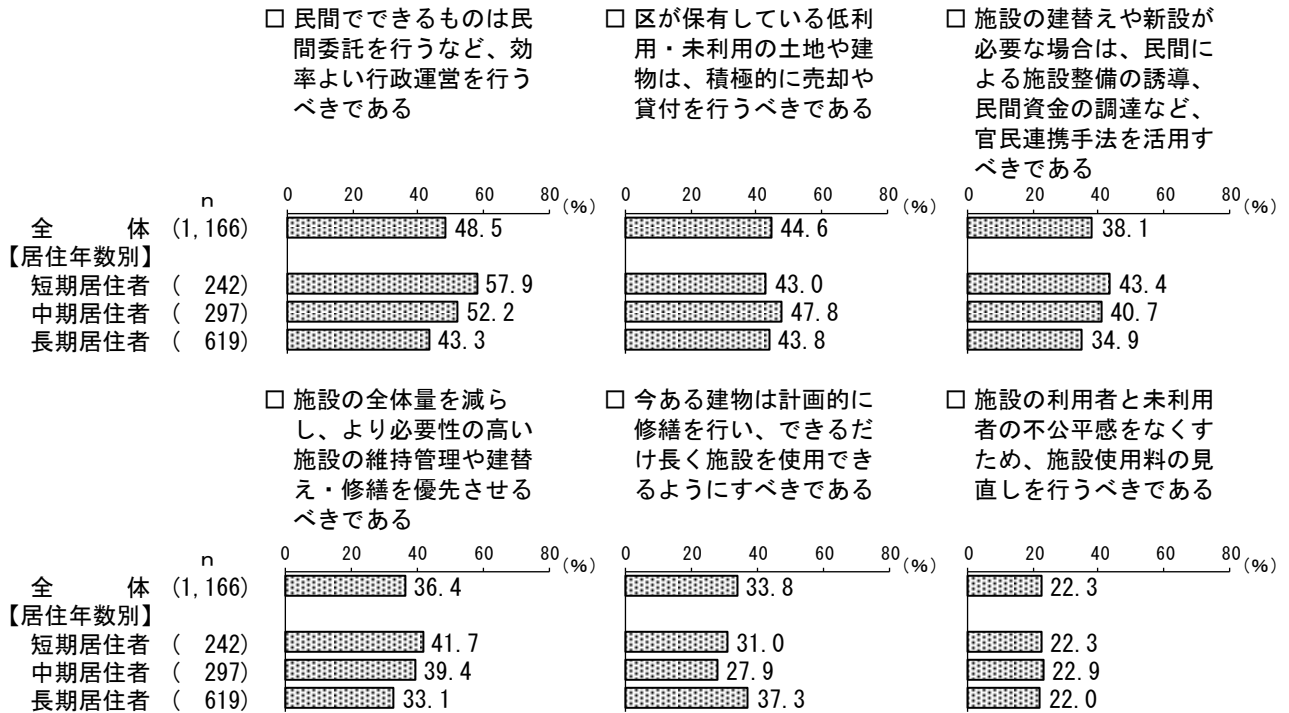 □ 民間でできるものは民
間委託を行うなど、効
率よい行政運営を行う
べきである
□ 区が保有している低利
用・未利用の土地や建
物は、積極的に売却や
貸付を行うべきである
□ 施設の建替えや新設が
必要な場合は、民間に
よる施設整備の誘導、
民間資金の調達など、
官民連携手法を活用す
べきである
n 0 20 40 60 80 (%) 0 20 40 60 80 (%) 0 20 40 60 80 (%)
全 体 (1,166) 48.5 44.6 38.1
【居住年数別】
短期居住者 ( 242) 57.9 43.0 43.4
中期居住者 ( 297) 52.2 47.8 40.7
長期居住者 ( 619) 43.3 43.8 34.9
□ 施設の全体量を減ら
し、より必要性の高い
施設の維持管理や建替
え・修繕を優先させる
べきである
□ 今ある建物は計画的に
修繕を行い、できるだ
け長く施設を使用でき
るようにすべきである
□ 施設の利用者と未利用
者の不公平感をなくす
ため、施設使用料の見
直しを行うべきである
n 0 20 40 60 80 (%) 0 20 40 60 80 (%) 0 20 40 60 80 (%)
全 体 (1,166) 36.4 33.8 22.3
【居住年数別】
短期居住者 ( 242) 41.7 31.0 22.3
中期居住者 ( 297) 39.4 27.9 22.9
長期居住者 ( 619) 33.1 37.3 22.0